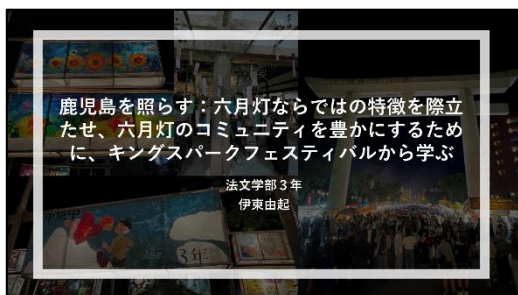 鹿児島を照らす：六月灯ならではの特徴を際立
たせ、六月灯のコミュニティを豊かにするため
に、キングスパークフェスティバルから学ぶ
法文学部３年
伊東由起
3年